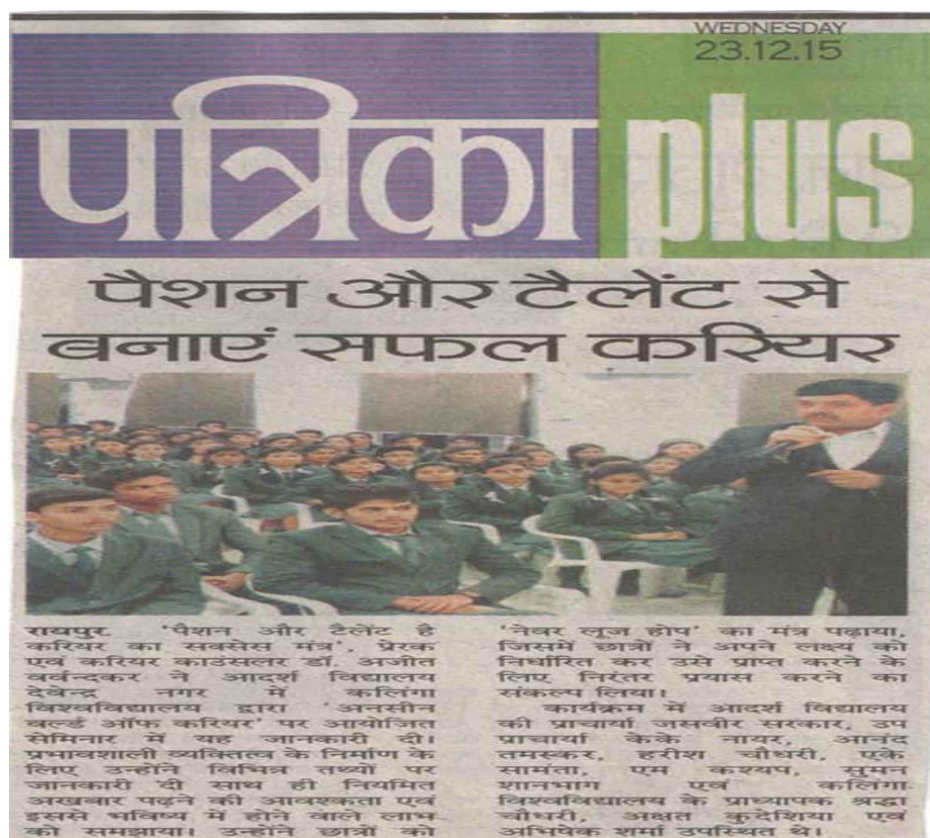 WEDNESDAY
23.12.15
पत्रिका plus
पैशन और टैलेंट से
बनाएं सफल करियर
रायपुर. 'पैशन और टैलेंट है
करियर का सक्सेस मंत्र', प्रेरक
एवं करियर काउंसलर डॉ. अजीत
वर्वन्दकर ने आदर्श विद्यालय
देवेन्द्र नगर में कलिंगा
विश्वविद्यालय द्वारा 'अनसीन
वर्ल्ड ऑफ करियर' पर आयोजित
सेमिनार में यह जानकारी दी।
प्रभावशाली व्यक्तित्व के निर्माण के
लिए उन्होंने विभिन्न तथ्यों पर
जानकारी दी साथ ही नियमित
अखबार पढ़ने की आवश्कता एवं
इससे भविष्य में होने वाले लाभ
को समझाया। उन्होंने छात्रों को
'नेवर लूज होप' का मंत्र पढ़ाया,
जिसमें छात्रों ने अपने लक्ष्य को
निर्धारित कर उसे प्राप्त करने के
लिए निरंतर प्रयास करने का
संकल्प लिया।
कार्यक्रम में आदर्श विद्यालय
की प्राचार्या जसवीर सरकार, उप
प्राचार्या केके नायर, आनंद
तमस्कर, हरीश चौधरी, एके
सामंता, एम कश्यप, सुमन
शानभाग एवं कलिगा
विश्वविद्यालय के प्राध्यापक श्रद्धा
चौधरी, अक्षत कुदेशिया एवं
अभिषेक शर्मा उपस्थित थे।